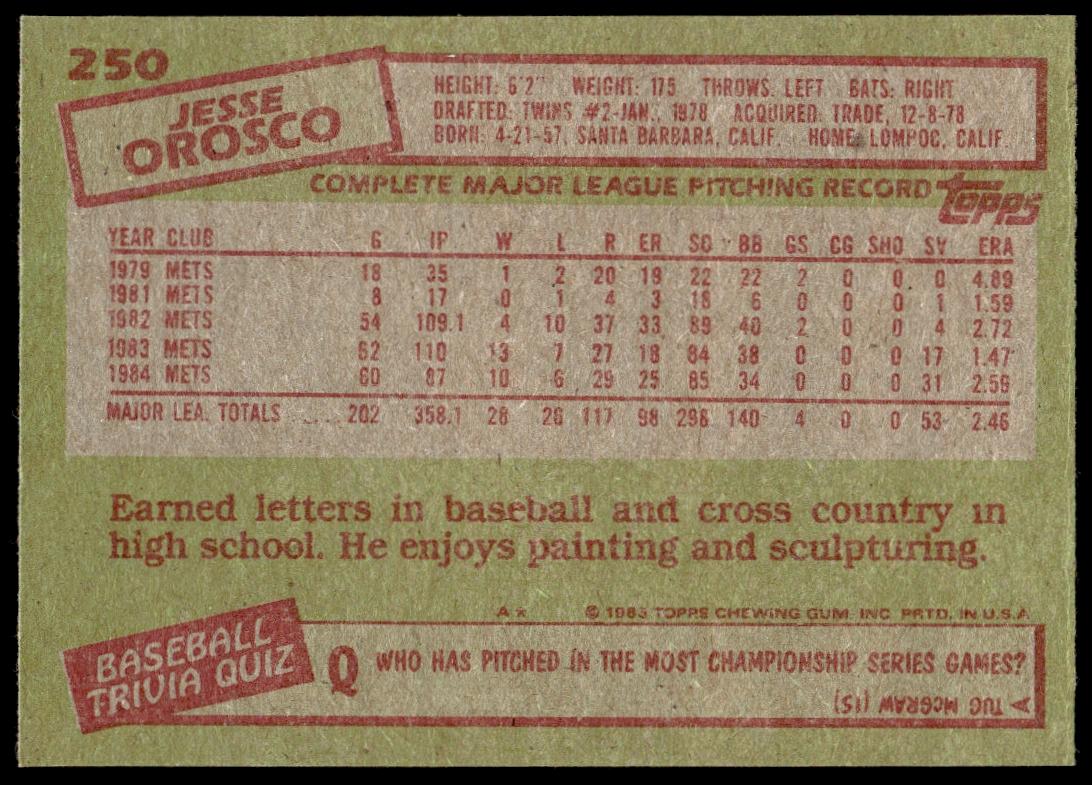 250
JESSE
OROSCO
HEIGHT: 6'2" WEIGHT: 175 THROWS: LEFT BATS: RIGHT
DRAFTED: TWINS #2-JAN., 1978 ACQUIRED: TRADE, 12-8-78
BORN: 4-21-57, SANTA BARBARA, CALIF. HOME: LOMPOC, CALIF.
COMPLETE MAJOR LEAGUE PITCHING RECORD topps
YEAR CLUB G IP W L R ER SO BB GS CG SHO SV ERA
1979 METS 18 35 1 2 20 19 22 22 2 0 0 0 4.89
1981 METS 8 17 0 1 4 3 18 6 0 0 0 1 1.59
1982 METS 54 109.1 4 10 37 33 89 40 2 0 0 4 2.72
1983 METS 62 110 13 7 27 18 84 38 0 0 0 17 1.47
1984 METS 60 87 10 6 29 25 85 34 0 0 0 31 2.59
MAJOR LEA. TOTALS 202 358.1 28 26 117 98 298 140 4 0 0 53 2.46
Earned letters in baseball and cross country in
high school. He enjoys painting and sculpturing.
A* © 1985 TOPPS CHEWING GUM, INC. PRTD. IN U.S.A.
BASEBALL
TRIVIA QUIZ
Q WHO HAS PITCHED IN THE MOST CHAMPIONSHIP SERIES GAMES?
A TUG MCGRAW (15)